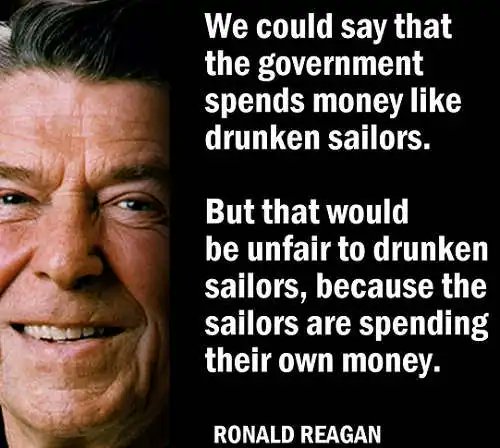 We could say that
the government
spends money like
drunken sailors.
But that would
be unfair to drunken
sailors, because the
sailors are spending
their own money.
RONALD REAGAN